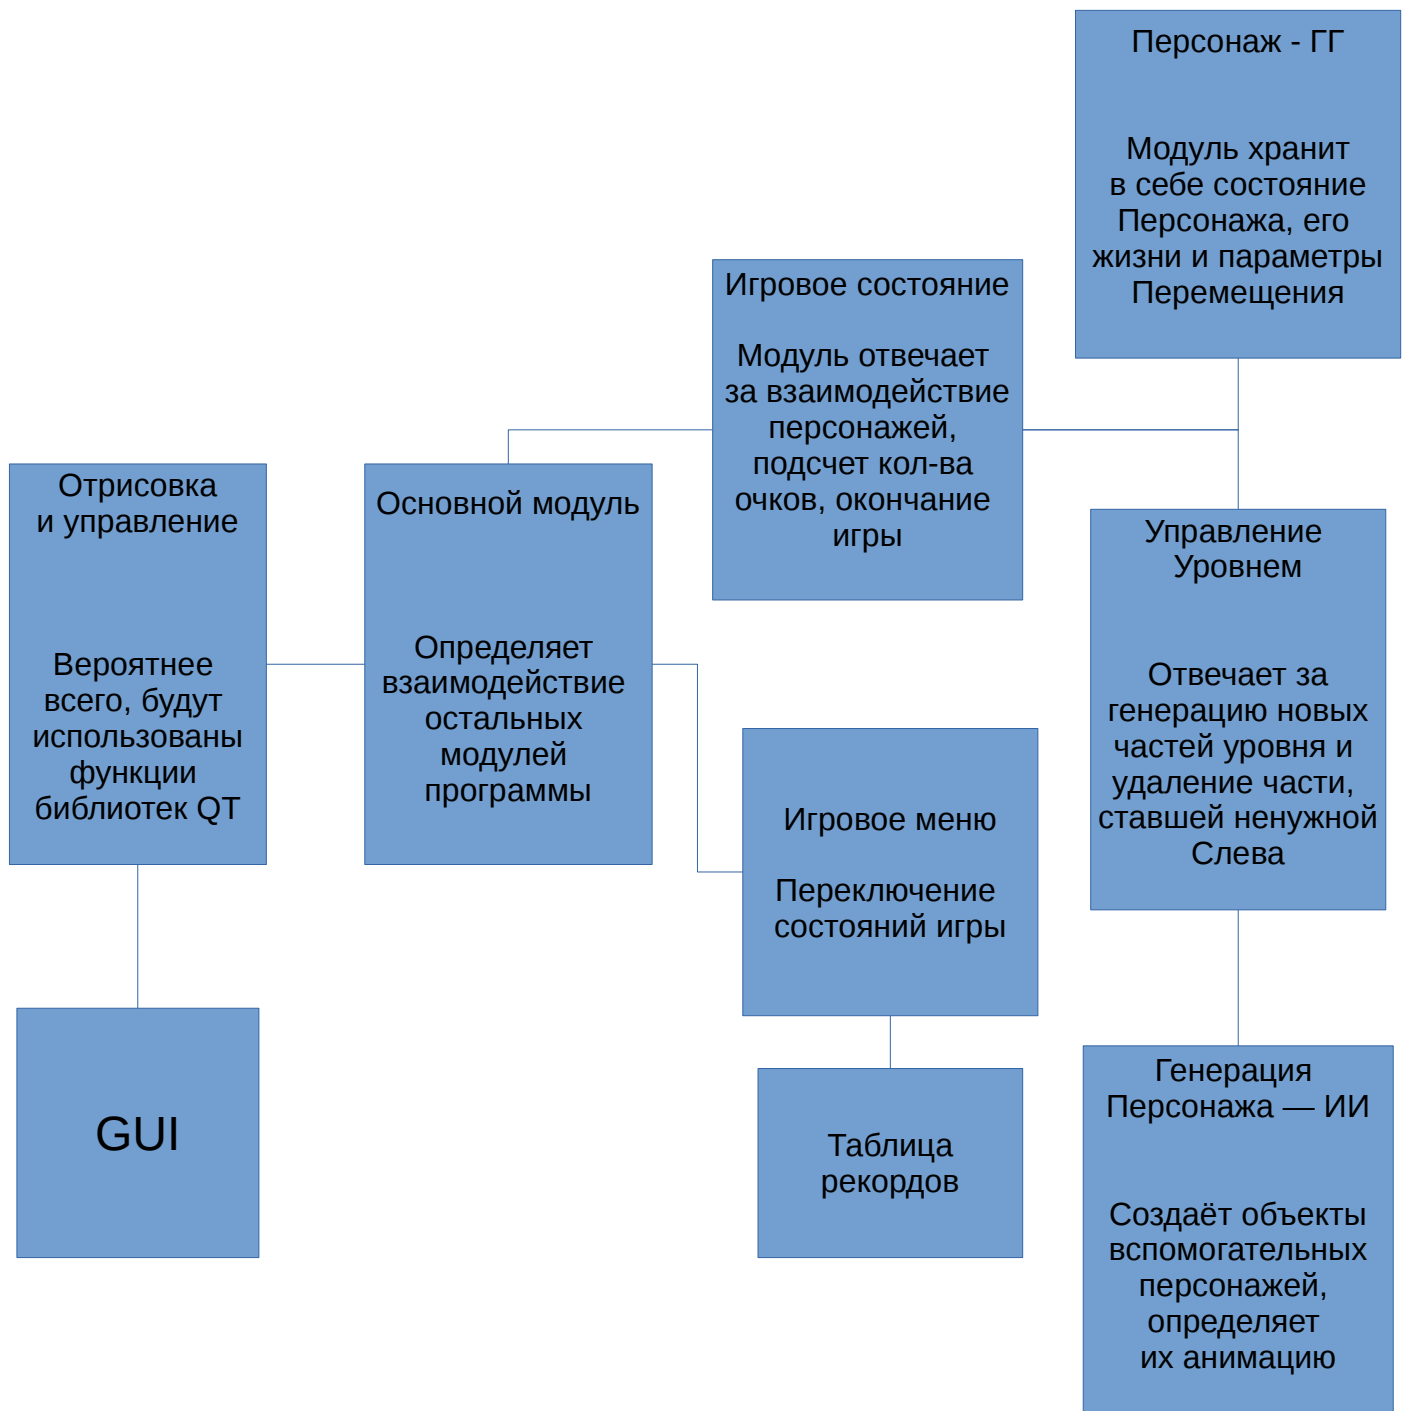 Персонаж - ГГ
Модуль хранит
в себе состояние
Персонажа, его
жизни и параметры
Перемещения
Игровое состояние
Модуль отвечает
за взаимодействие
персонажей,
подсчет кол-ва
очков, окончание
игры
Отрисовка
и управление
Вероятнее
всего, будут
использованы
функции
библиотек QT
Основной модуль
Определяет
взаимодействие
остальных
модулей
программы
Управление
Уровнем
Отвечает за
генерацию новых
частей уровня и
удаление части,
ставшей ненужной
Слева
Игровое меню
Переключение
состояний игры
GUI
Таблица
рекордов
Генерация
Персонажа — ИИ
Создаёт объекты
вспомогательных
персонажей,
определяет
их анимацию